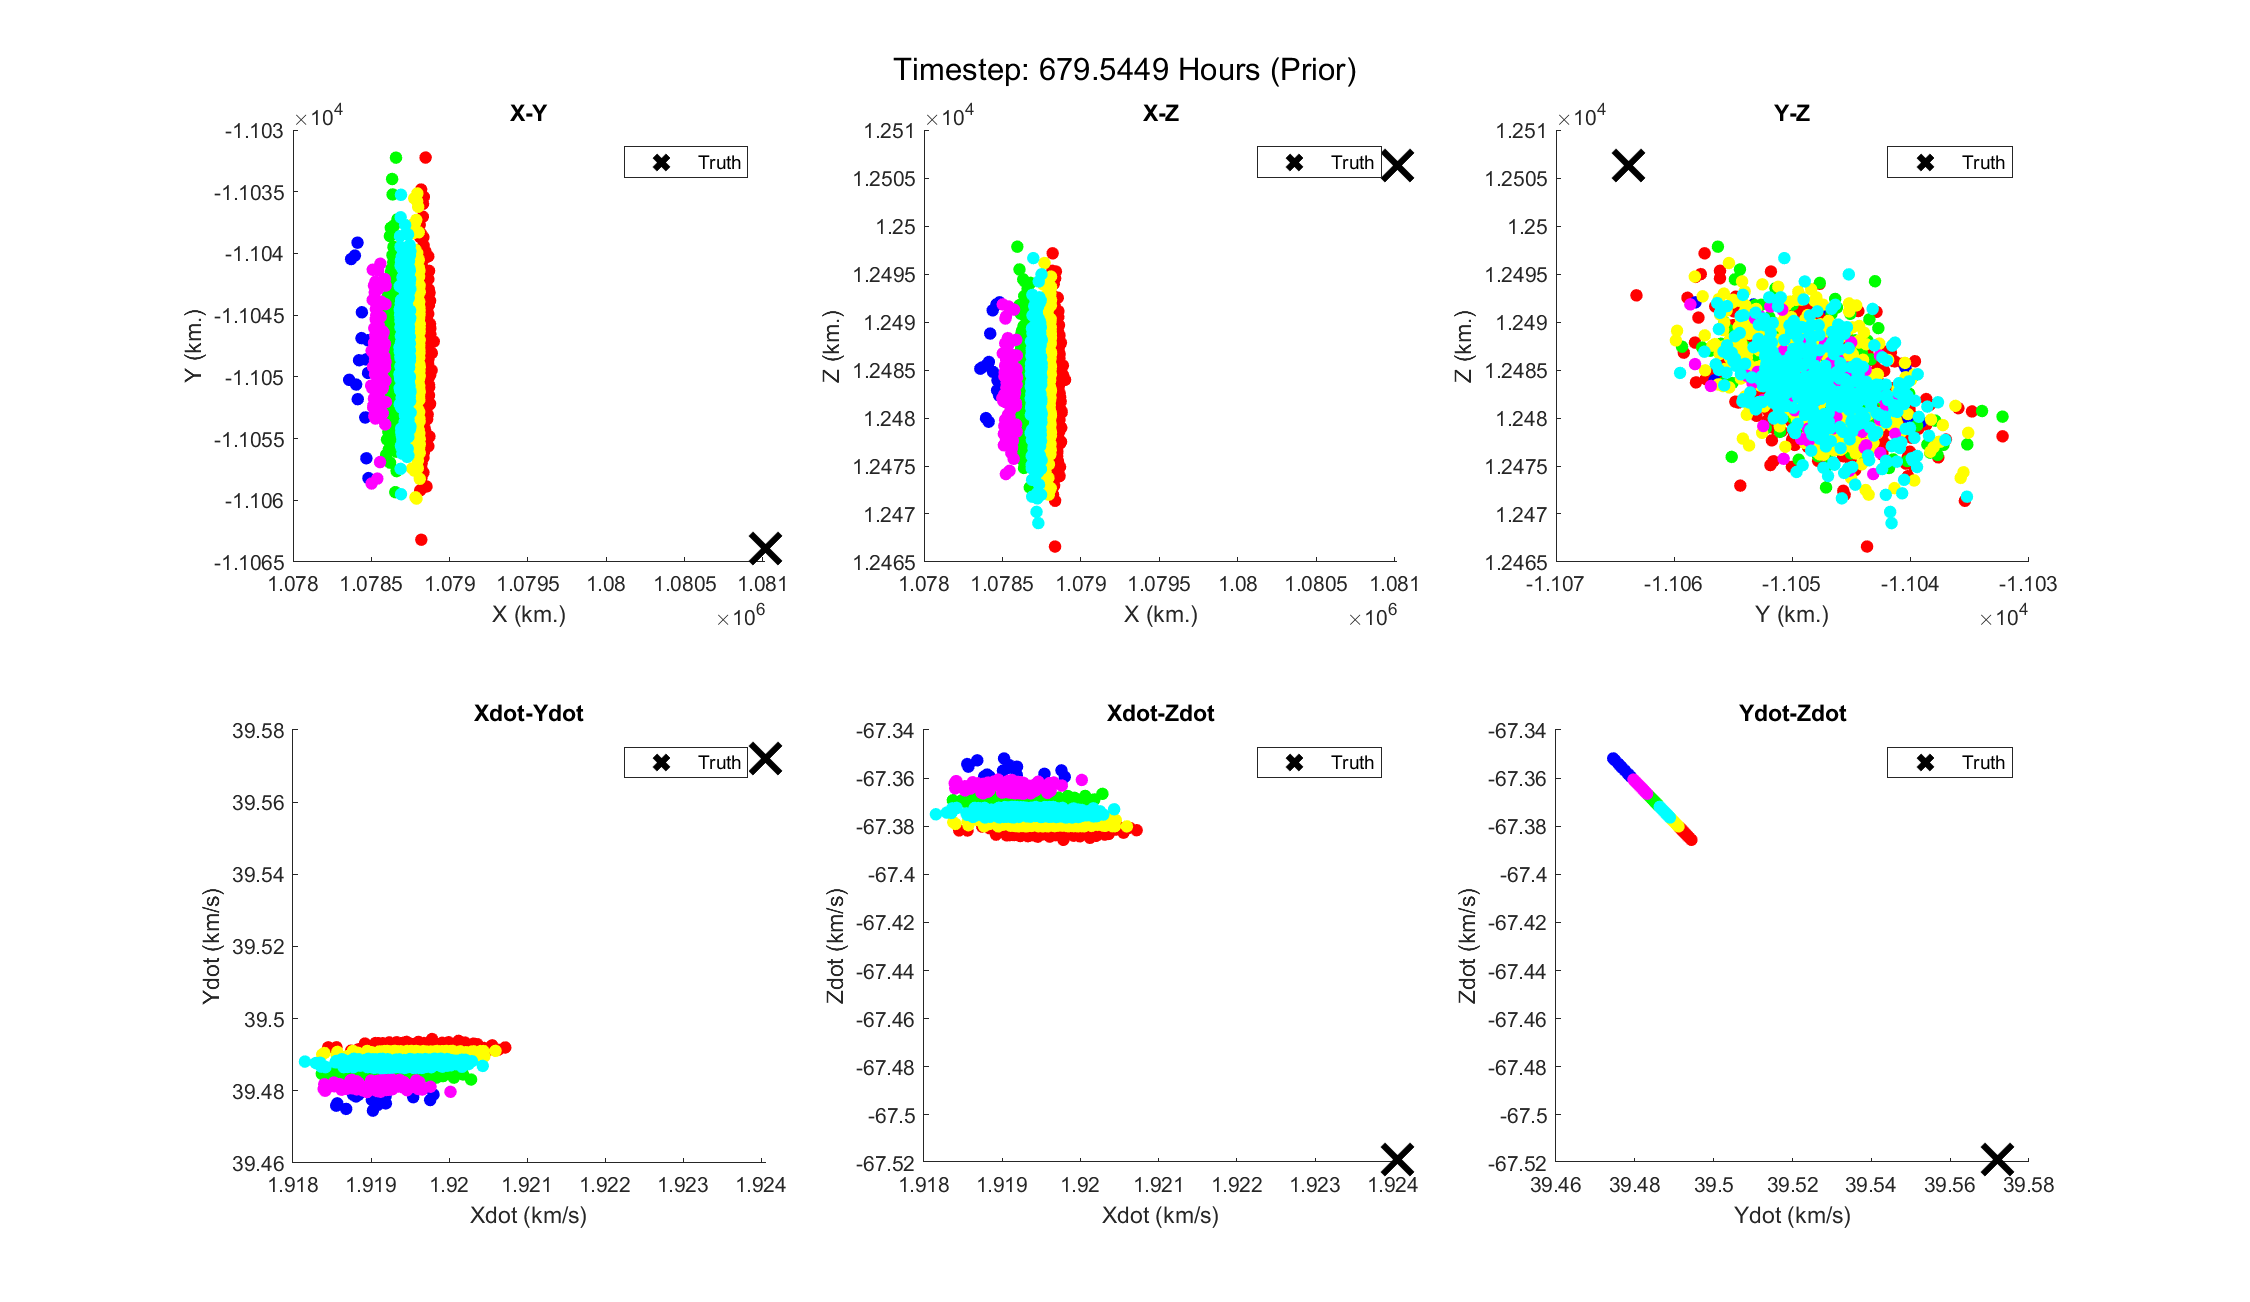 Timestep: 679.5449 Hours (Prior)
X-Y
×10^4
-1.103
-1.1035
-1.104
-1.1045
-1.105
-1.1055
-1.106
-1.1065
Y (km.)
Truth
1.078 1.0785 1.079 1.0795 1.08 1.0805 1.081
X (km.)
×10^6
X-Z
×10^4
1.251
1.2505
1.25
1.2495
1.249
1.2485
1.248
1.2475
1.247
1.2465
Z (km.)
Truth
1.078 1.0785 1.079 1.0795 1.08 1.0805 1.081
X (km.)
×10^6
Y-Z
×10^4
1.251
1.2505
1.25
1.2495
1.249
1.2485
1.248
1.2475
1.247
1.2465
Z (km.)
Truth
-1.107 -1.106 -1.105 -1.104 -1.103
Y (km.)
×10^4
Xdot-Ydot
39.58
39.56
39.54
39.52
39.5
39.48
39.46
Ydot (km/s)
Truth
1.918 1.919 1.92 1.921 1.922 1.923 1.924
Xdot (km/s)
Xdot-Zdot
-67.34
-67.36
-67.38
-67.4
-67.42
-67.44
-67.46
-67.48
-67.5
-67.52
Zdot (km/s)
Truth
1.918 1.919 1.92 1.921 1.922 1.923 1.924
Xdot (km/s)
Ydot-Zdot
-67.34
-67.36
-67.38
-67.4
-67.42
-67.44
-67.46
-67.48
-67.5
-67.52
Zdot (km/s)
Truth
39.46 39.48 39.5 39.52 39.54 39.56 39.58
Ydot (km/s)